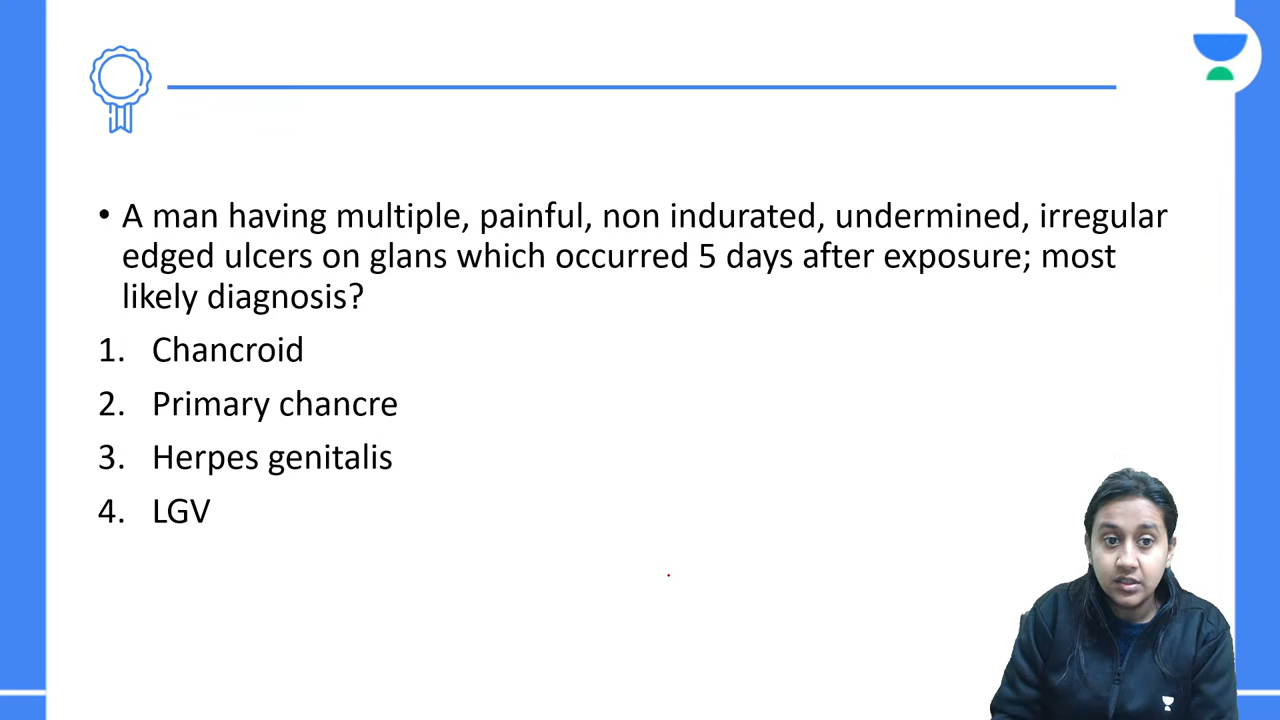 • A man having multiple, painful, non indurated, undermined, irregular
edged ulcers on glans which occurred 5 days after exposure; most
likely diagnosis?
1. Chancroid
2. Primary chancre
3. Herpes genitalis
4. LGV